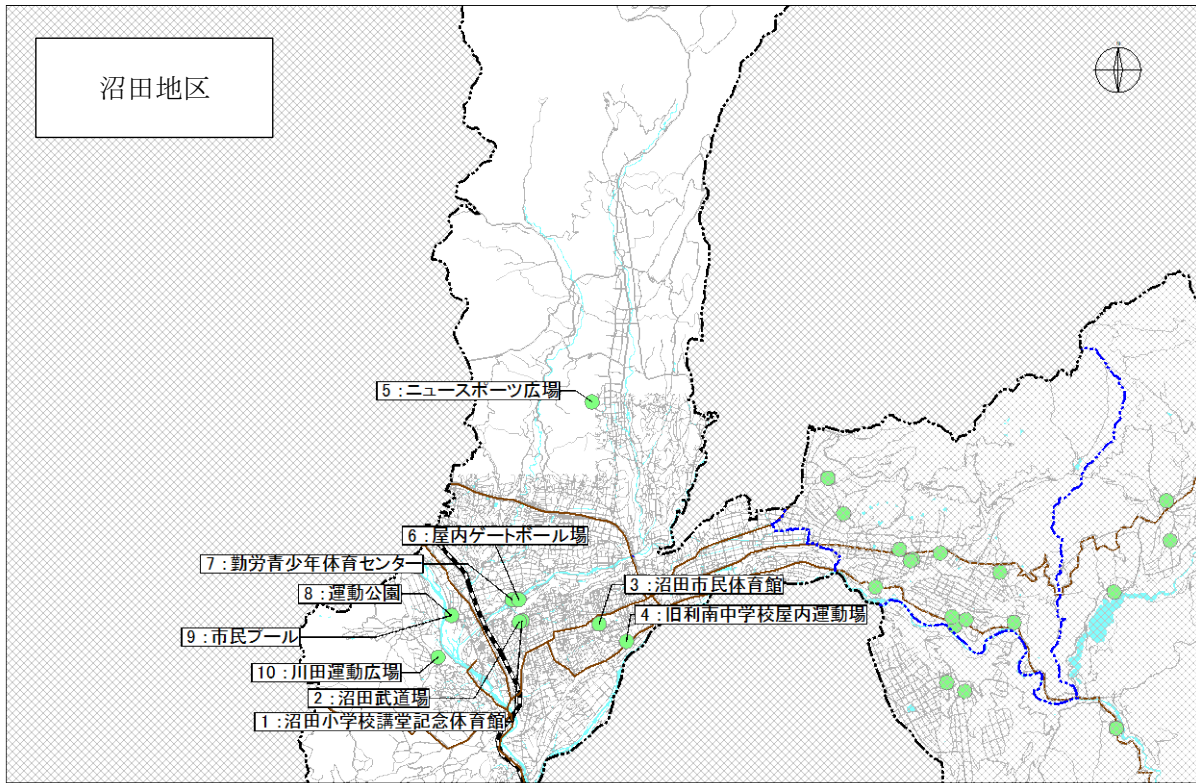 沼田地区
5：ニュースポーツ広場
6：屋内ゲートボール場
7：勤労青少年体育センター
8：運動公園
3：沼田市民体育館
4：旧利南中学校屋内運動場
9：市民プール
10：川田運動広場
2：沼田武道場
1：沼田小学校講堂記念体育館